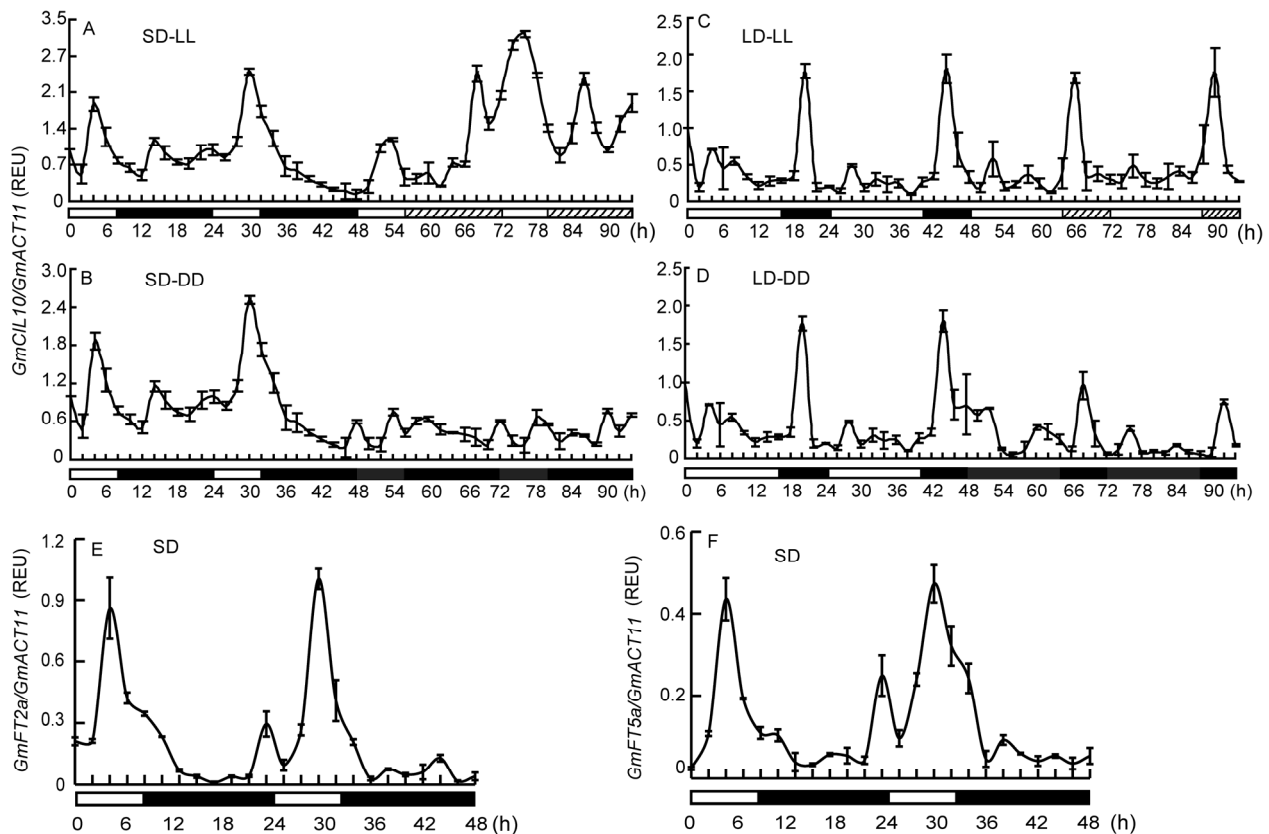 GmCIL10/GmACT11 (REU)
A
SD-LL
3.5
2.8
2.1
1.4
0.7
0
0 6 12 18 24 30 36 42 48 54 60 66 72 78 84 90 (h)
C
LD-LL
2.5
2.0
1.5
1.0
0.5
0
0 6 12 18 24 30 36 42 48 54 60 66 72 78 84 90 (h)
B
SD-DD
3.0
2.4
1.8
1.2
0.6
0
0 6 12 18 24 30 36 42 48 54 60 66 72 78 84 90 (h)
D
LD-DD
2.5
2.0
1.5
1.0
0.5
0
0 6 12 18 24 30 36 42 48 54 60 66 72 78 84 90 (h)
GmFT2a/GmACT11 (REU)
E
SD
1.2
0.9
0.6
0.3
0
0 6 12 18 24 30 36 42 48 (h)
GmFT5a/GmACT11 (REU)
F
SD
0.6
0.4
0.2
0
0 6 12 18 24 30 36 42 48 (h)